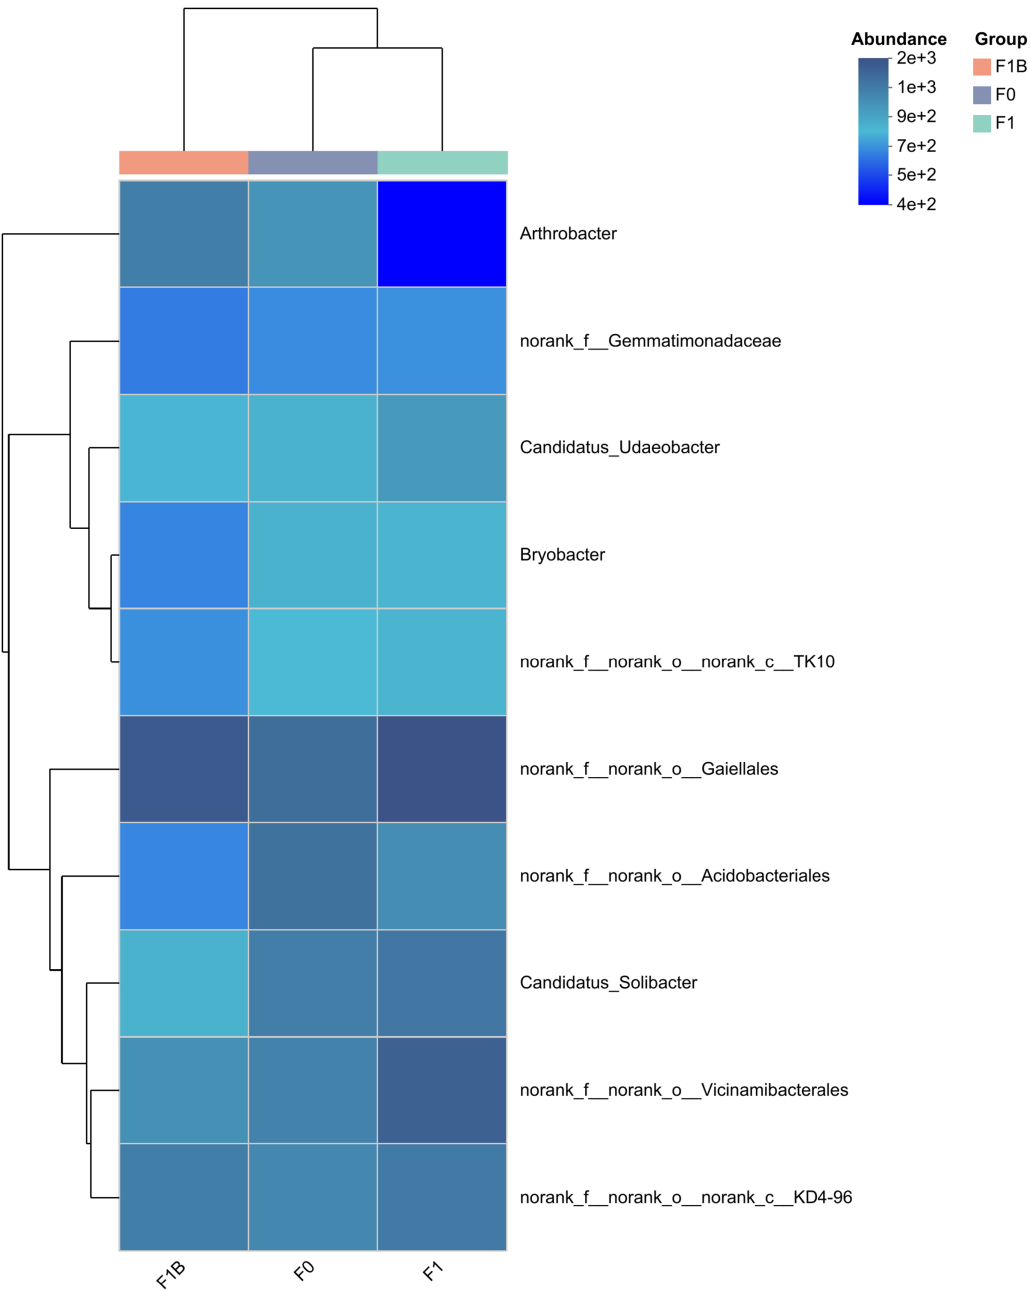 Abundance
2e+3
1e+3
9e+2
7e+2
5e+2
4e+2
Group
F1B
F0
F1
Arthrobacter
norank_f__Gemmatimonadaceae
Candidatus_Udaeobacter
Bryobacter
norank_f__norank_o__norank_c__TK10
norank_f__norank_o__Gaiellales
norank_f__norank_o__Acidobacteriales
Candidatus_Solibacter
norank_f__norank_o__Vicinamibacterales
norank_f__norank_o__norank_c__KD4-96
F1B
F0
F1